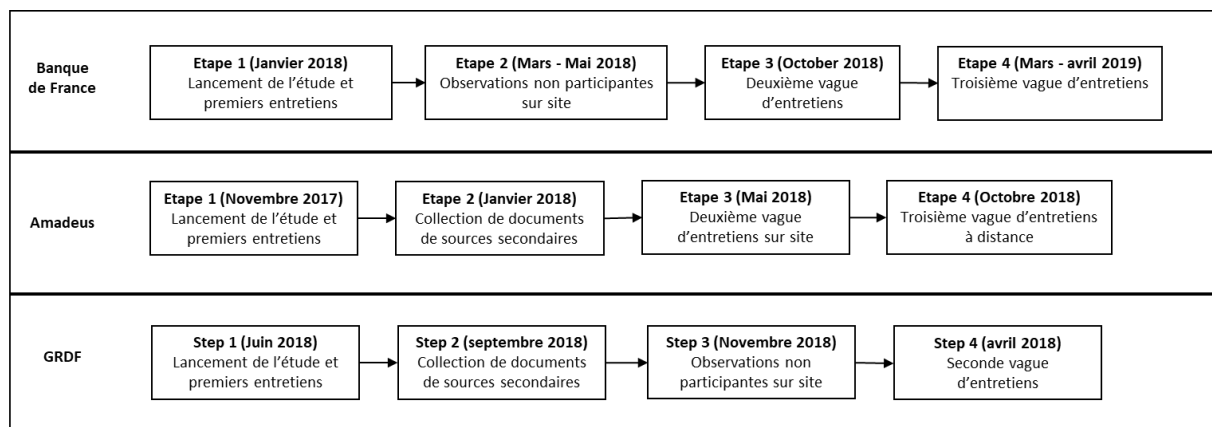 Banque
de France
Etape 1 (Janvier 2018)
Lancement de l'étude et
premiers entretiens
Etape 2 (Mars - Mai 2018)
Observations non participantes
sur site
Etape 3 (October 2018)
Deuxième vague
d'entretiens
Etape 4 (Mars - avril 2019)
Troisième vague d'entretiens
Amadeus
Etape 1 (Novembre 2017)
Lancement de l'étude et
premiers entretiens
Etape 2 (Janvier 2018)
Collection de documents
de sources secondaires
Etape 3 (Mai 2018)
Deuxième vague
d'entretiens sur site
Etape 4 (Octobre 2018)
Troisième vague d'entretiens
à distance
GRDF
Step 1 (Juin 2018)
Lancement de l'étude et
premiers entretiens
Step 2 (septembre 2018)
Collection de documents
de sources secondaires
Step 3 (Novembre 2018)
Observations non
participantes sur site
Step 4 (avril 2018)
Seconde vague
d'entretiens